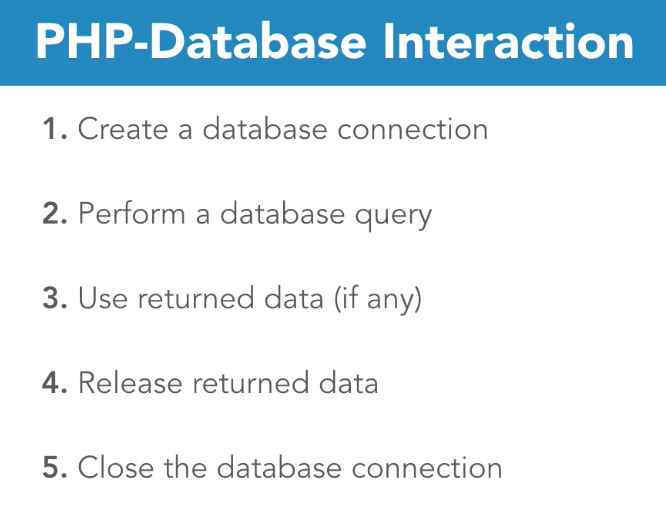 PHP-Database Interaction
1. Create a database connection
2. Perform a database query
3. Use returned data (if any)
4. Release returned data
5. Close the database connection